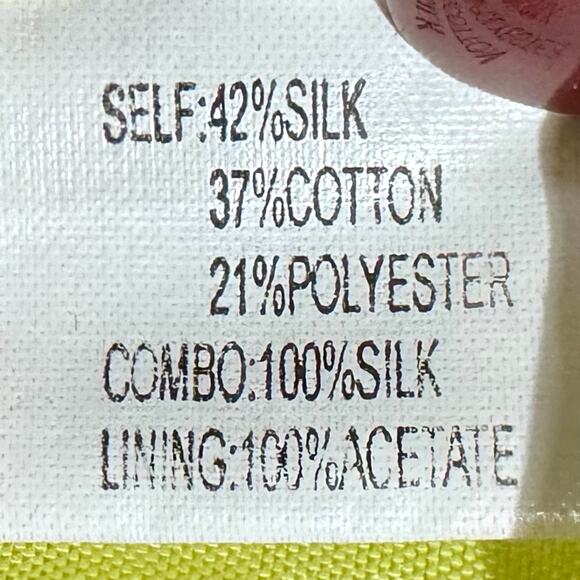 SELF:42%SILK
37%COTTON
21%POLYESTER
COMBO:100%SILK
LINING:100%ACETATE